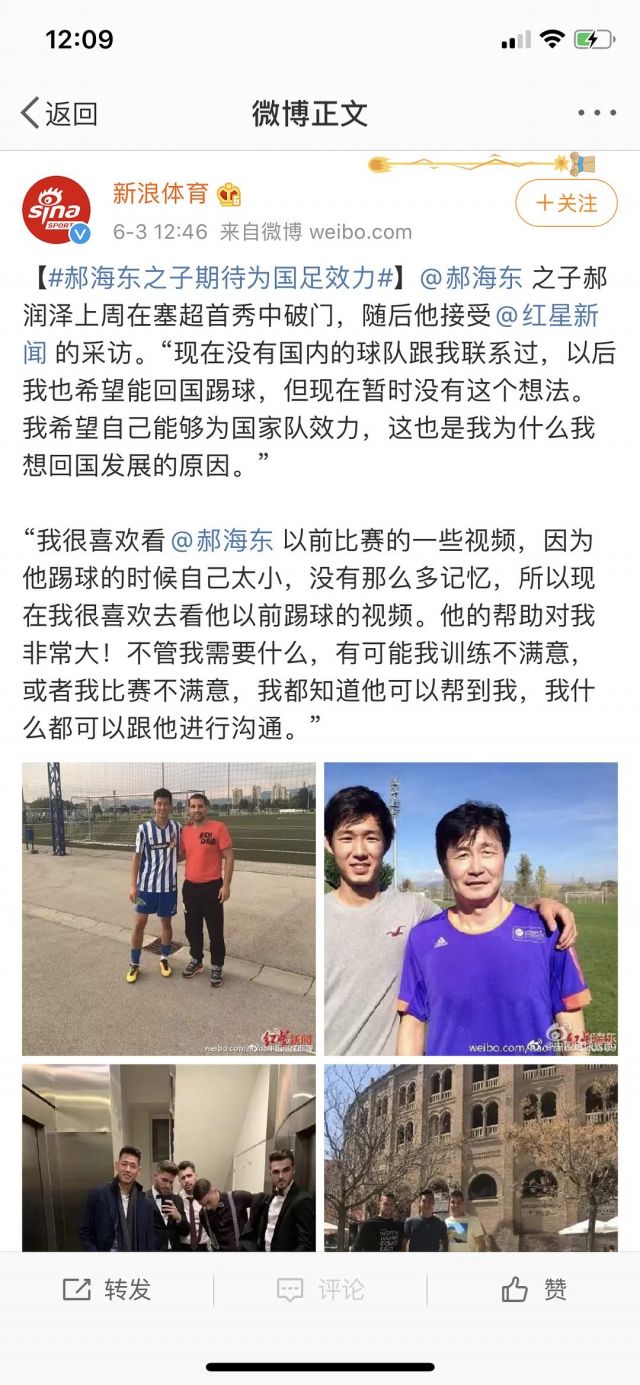 12:09
返回
微博正文
sina
SPORTS
新浪体育
+关注
6-3 12:46 来自微博 weibo.com
【#郝海东之子期待为国足效力#】@郝海东 之子郝
润泽上周在塞超首秀中破门，随后他接受@红星新
闻 的采访。“现在没有国内的球队跟我联系过，以后
我也希望能回国踢球，但现在暂时没有这个想法。
我希望自己能够为国家队效力，这也是我为什么我
想回国发展的原因。”
“我很喜欢看@郝海东 以前比赛的一些视频，因为
他踢球的时候自己太小，没有那么多记忆，所以现
在我很喜欢去看他以前踢球的视频。他的帮助对我
非常大！不管我需要什么，有可能我训练不满意，
或者我比赛不满意，我都知道他可以帮到我，我什
么都可以跟他进行沟通。”
红星新闻
转发
评论
赞